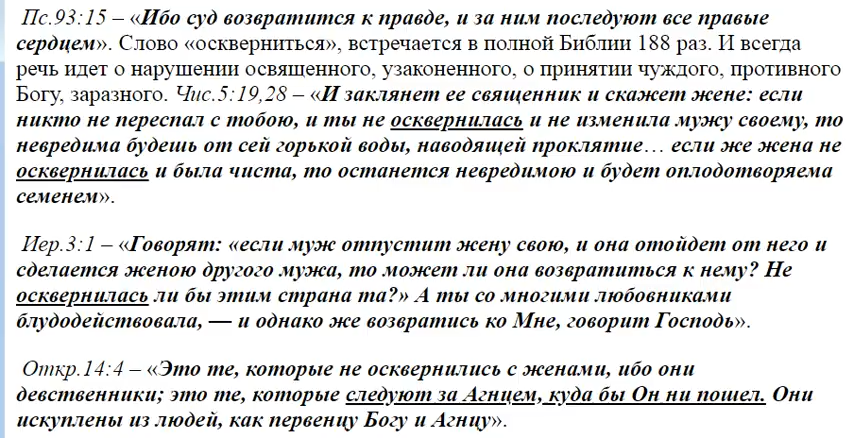 Пс.93:15 – «Ибо суд возвратится к правде, и за ним последуют все правые
сердцем». Слово «оскверниться», встречается в полной Библии 188 раз. И всегда
речь идет о нарушении освященного, узаконенного, о принятии чуждого, противного
Богу, заразного. Чис.5:19,28 – «И заклянет ее священник и скажет жене: если
никто не переспал с тобою, и ты не осквернилась и не изменила мужу своему, то
невредима будешь от сей горькой воды, наводящей проклятие… если же жена не
осквернилась и была чиста, то останется невредимою и будет оплодотворяема
семенем».
Иер.3:1 – «Говорят: «если муж отпустит жену свою, и она отойдет от него и
сделается женою другого мужа, то может ли она возвратиться к нему? Не
осквернилась ли бы этим страна та?» А ты со многими любовниками
блудодействовала, — и однако же возвратись ко Мне, говорит Господь».
Откр.14:4 – «Это те, которые не осквернились с женами, ибо они
девственники; это те, которые следуют за Агнцем, куда бы Он ни пошел. Они
искуплены из людей, как первенцу Богу и Агнцу».